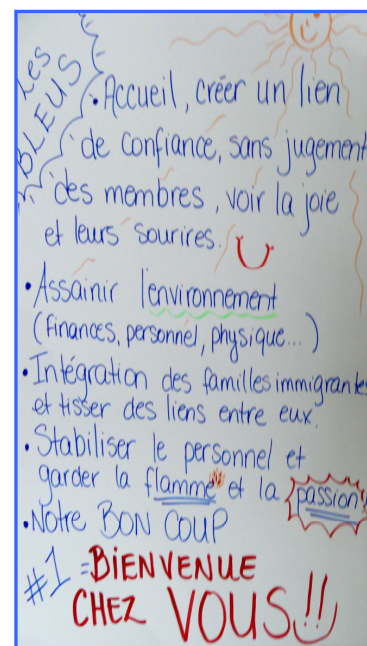 Les
BLEUS
• Accueil, créer un lien
de confiance, sans jugement
des membres, voir la joie
et leurs sourires.
• Assainir l'environnement
(finances, personnel, physique...)
• Intégration des familles immigrantes
et tisser des liens entre eux.
• Stabiliser le personnel et
garder la flamme et la passion
• Notre BON COUP
#1 = BIENVENUE
CHEZ VOUS!!